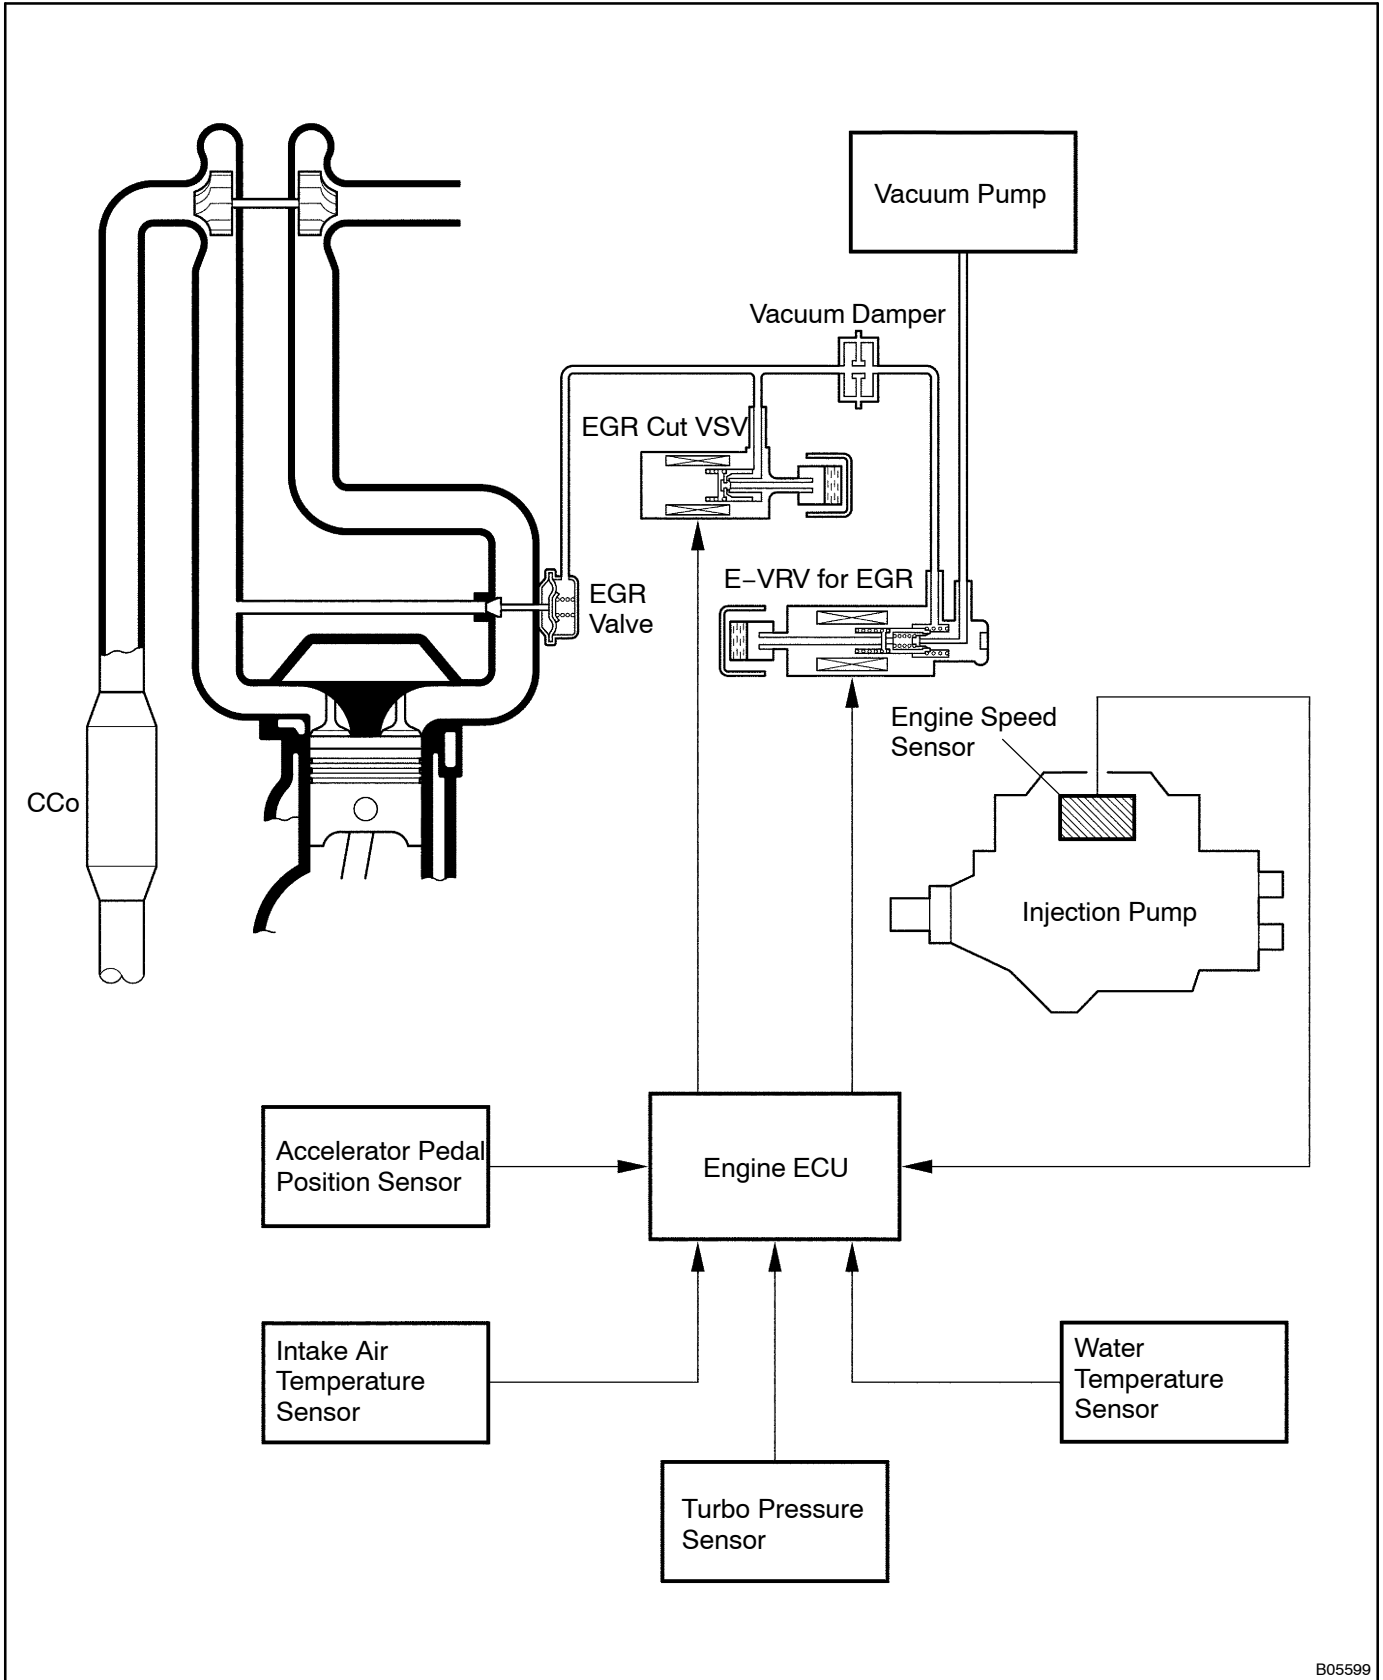 Vacuum Pump
Vacuum Damper
EGR Cut VSV
E−VRV for EGR
EGR
Valve
Engine Speed
Sensor
CCo
Injection Pump
Accelerator Pedal
Position Sensor
Engine ECU
Intake Air
Temperature
Sensor
Water
Temperature
Sensor
Turbo Pressure
Sensor
B05599